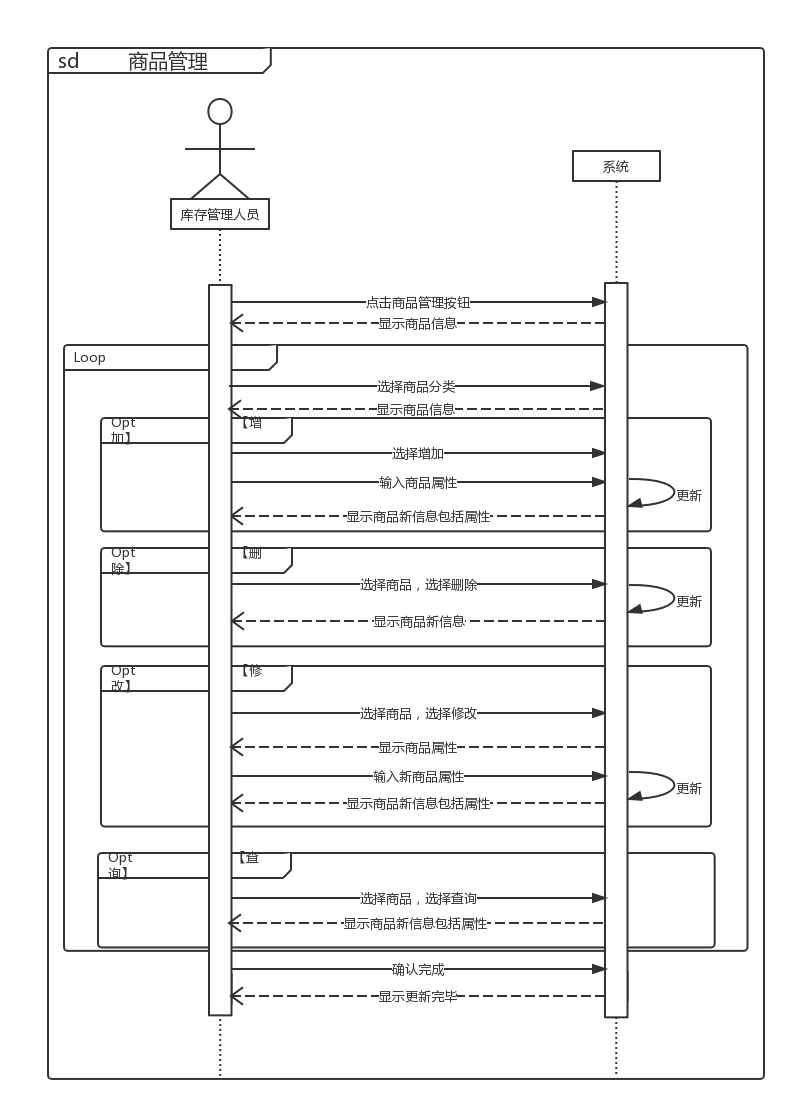 sd 商品管理
系统
库存管理人员
点击商品管理按钮
显示商品信息
Loop
选择商品分类
显示商品信息
Opt 【增
加】
选择增加
输入商品属性
更新
显示商品新信息包括属性
Opt 【删
除】
选择商品，选择删除
更新
显示商品新信息
Opt 【修
改】
选择商品，选择修改
显示商品属性
输入新商品属性
更新
显示商品新信息包括属性
Opt 【查
询】
选择商品，选择查询
显示商品新信息包括属性
确认完成
显示更新完毕